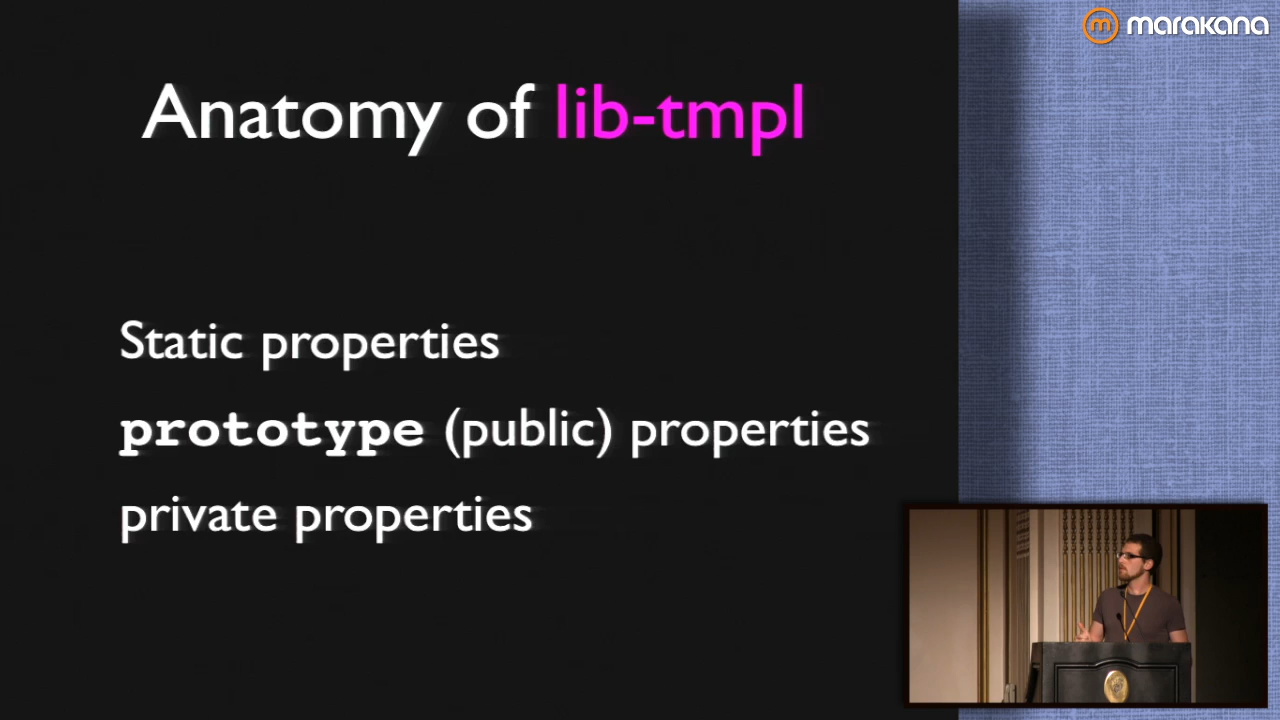 marakana
Anatomy of lib-tmpl
Static properties
prototype (public) properties
private properties